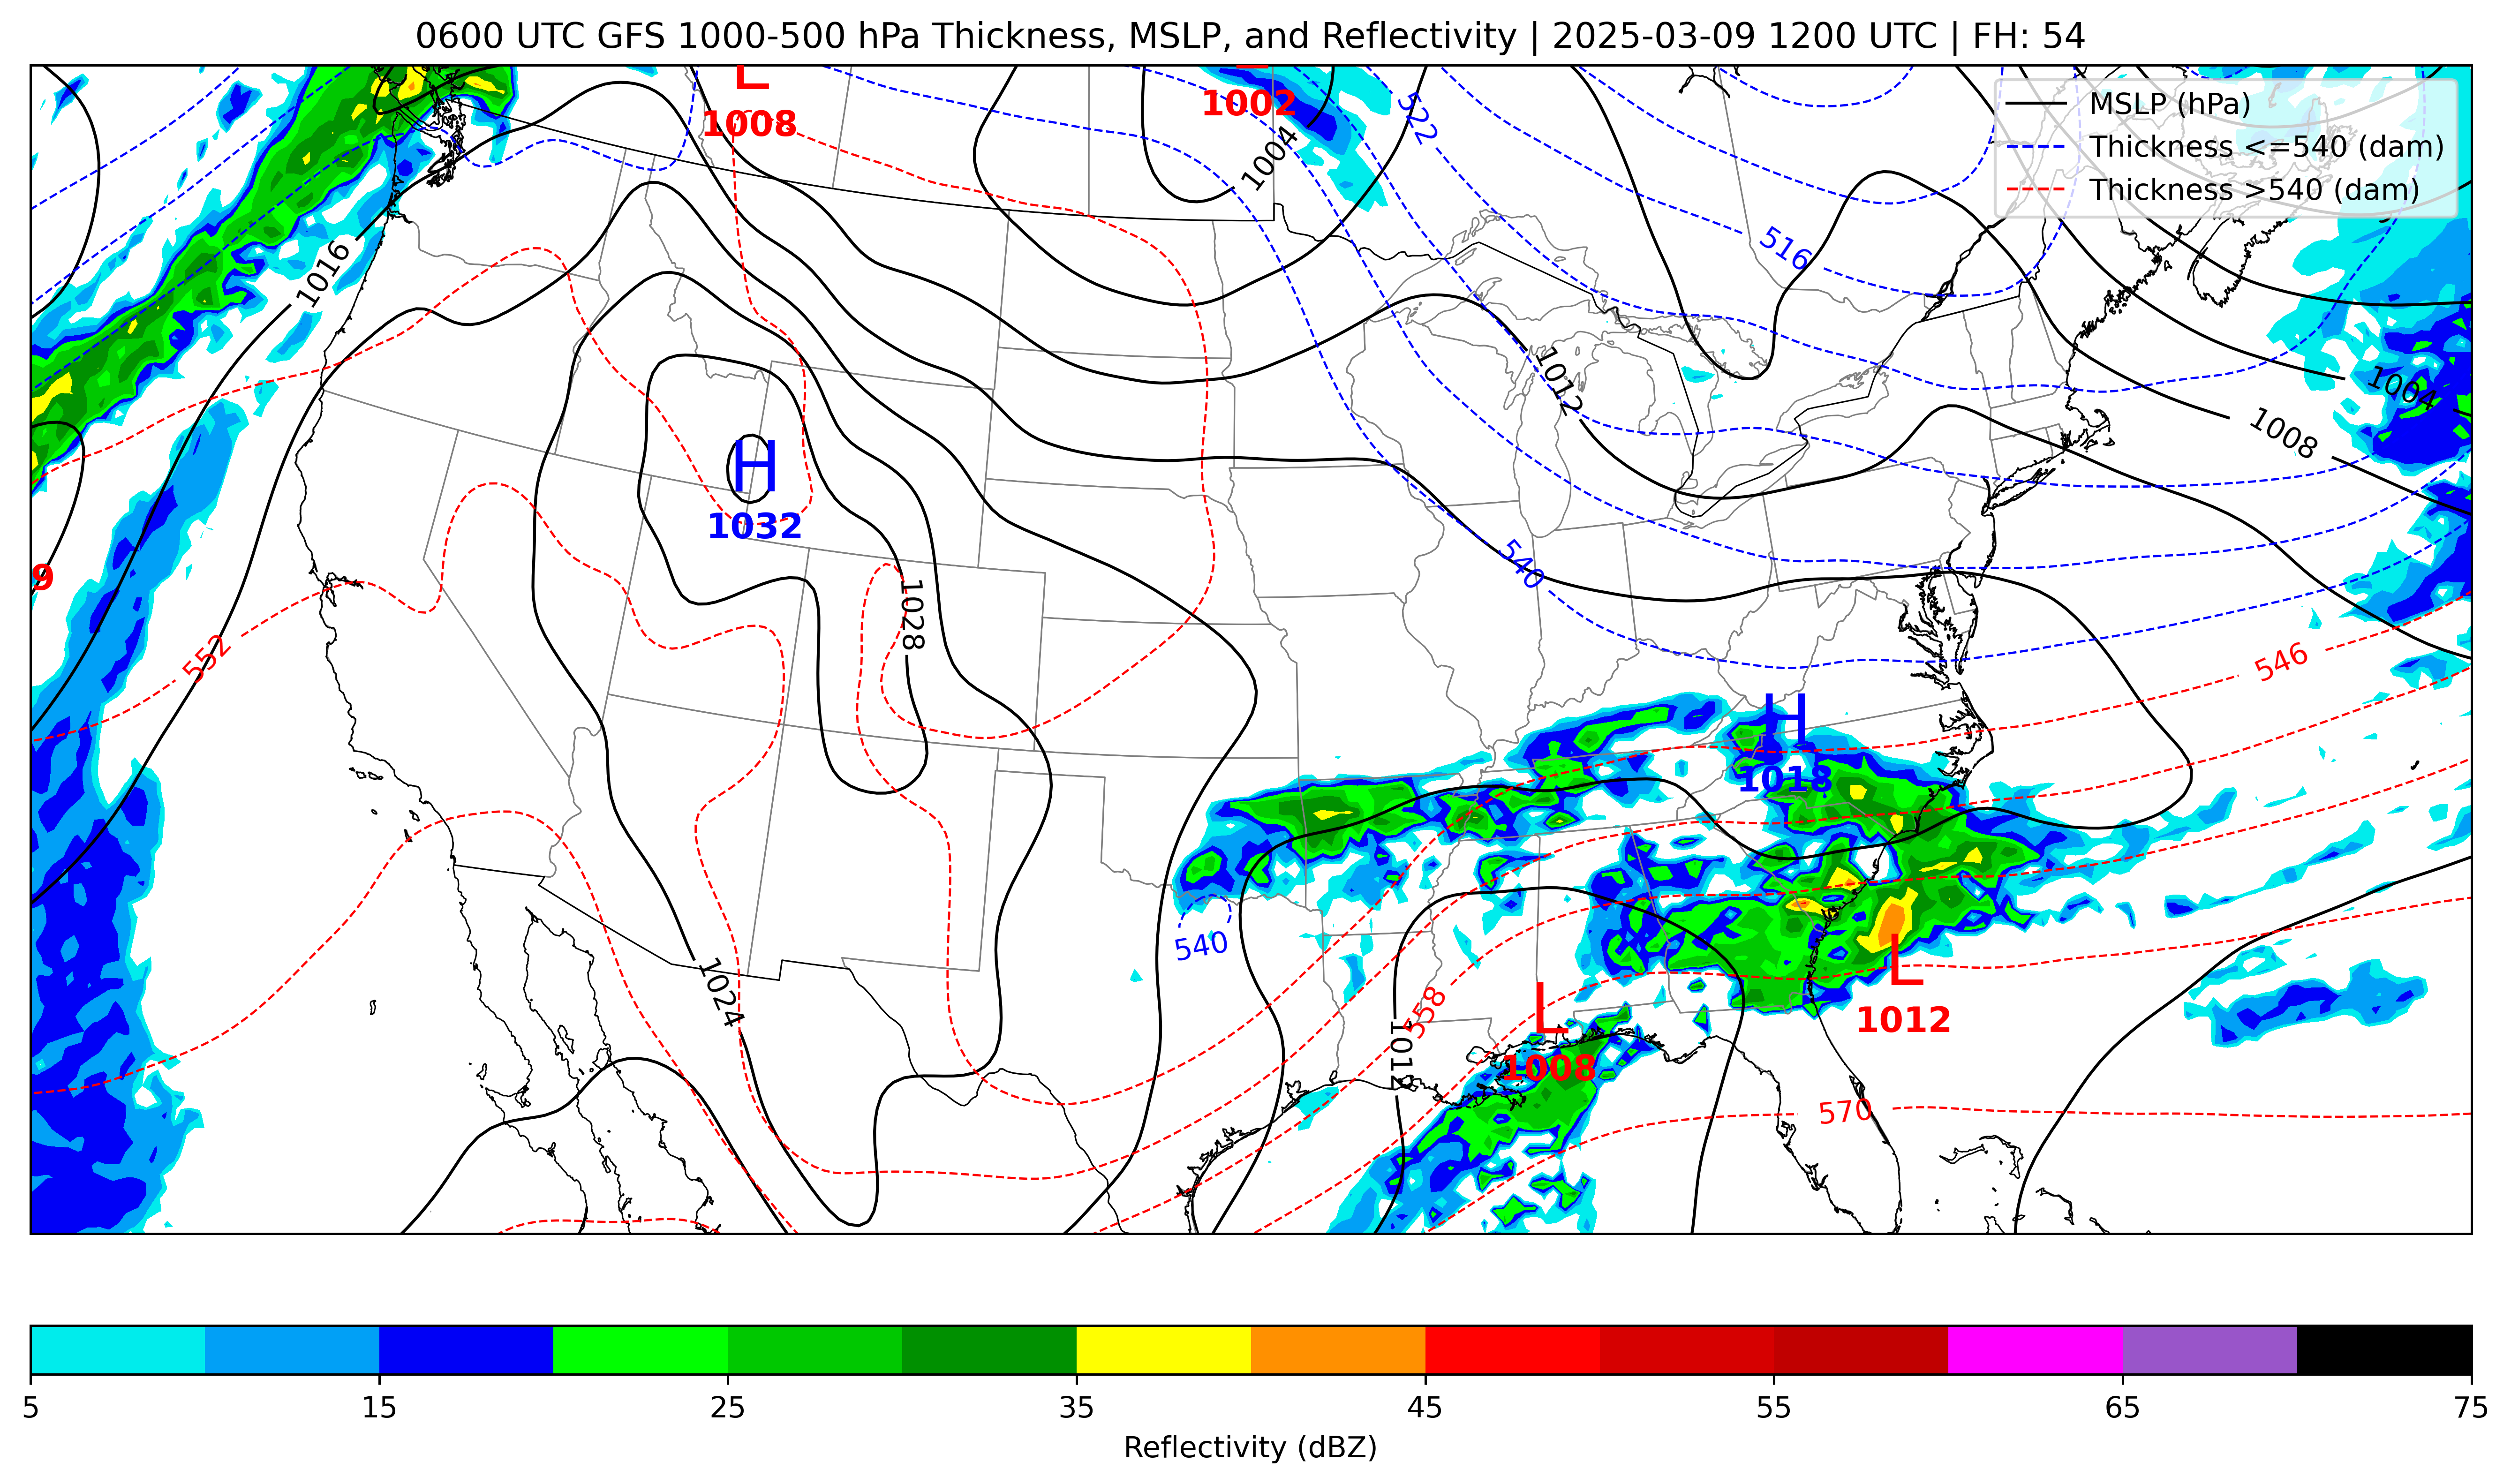 0600 UTC GFS 1000-500 hPa Thickness, MSLP, and Reflectivity | 2025-03-09 1200 UTC | FH: 54
MSLP (hPa)
Thickness <=540 (dam)
Thickness >540 (dam)
L
1008
1002
522
1004
516
1016
1012
1004
1008
H
1032
540
9
1028
552
546
H
1018
540
1024
558
L
1012
L
1008
1012
570
5 15 25 35 45 55 65 75
Reflectivity (dBZ)